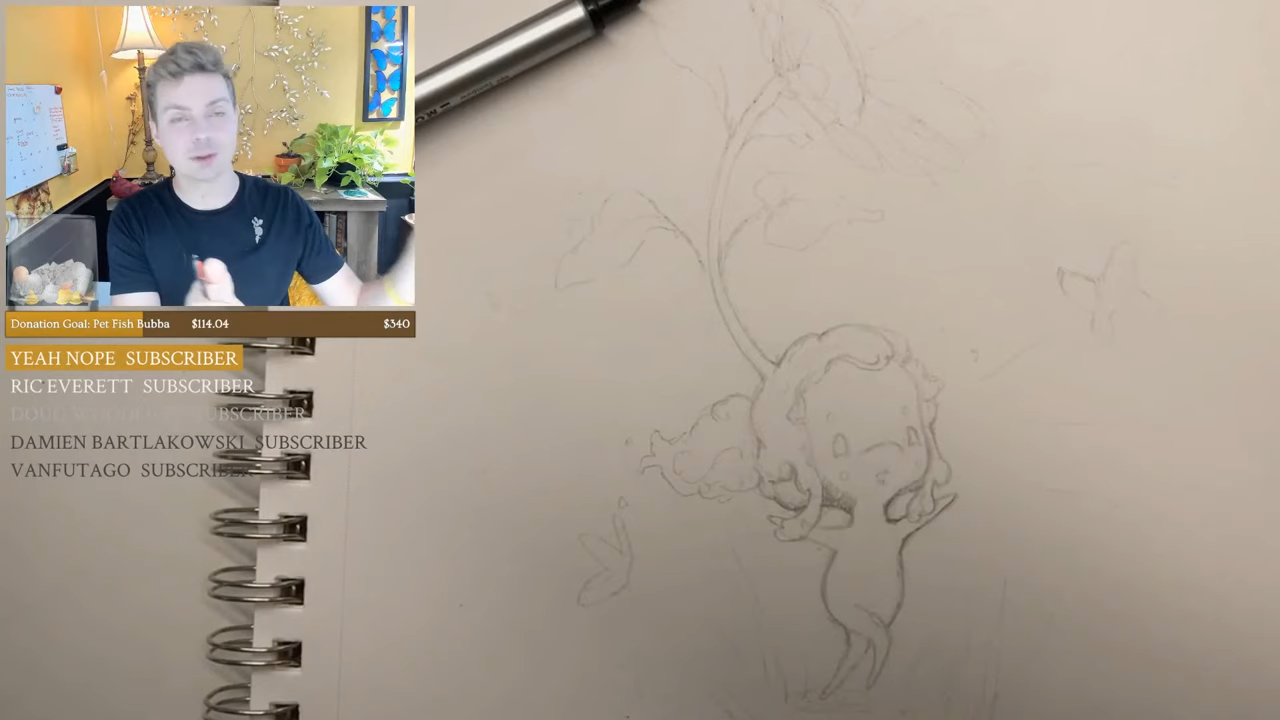 Donation Goal: Pet Fish Bubba $114.04 $340
YEAH NOPE SUBSCRIBER
RIC EVERETT SUBSCRIBER
SUBSCRIBER
DAMIEN BARTLAKOWSKI SUBSCRIBER
VANFUTAGO SUBSCRIBER